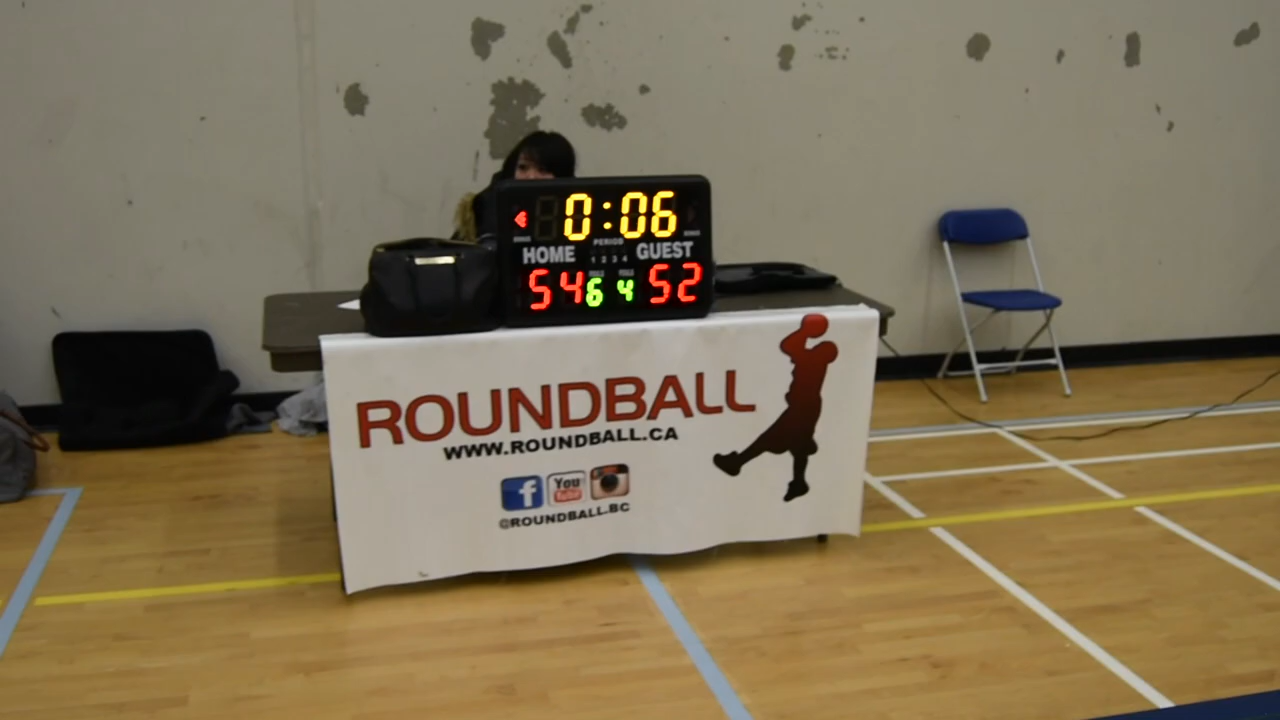 0:06
PERIOD
HOME 1 2 3 4 GUEST
54 6 4 52
ROUNDBALL
WWW.ROUNDBALL.CA
f You Tube
@ROUNDBALL.BC